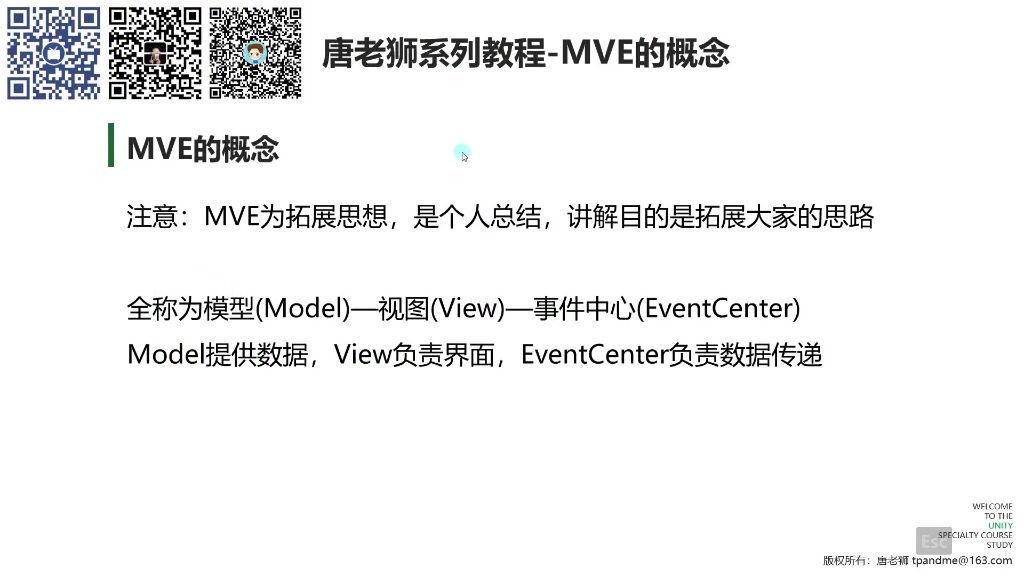 唐老狮系列教程-MVE的概念
MVE的概念
注意：MVE为拓展思想，是个人总结，讲解目的是拓展大家的思路
全称为模型(Model)—视图(View)—事件中心(EventCenter)
Model提供数据，View负责界面，EventCenter负责数据传递
WELCOME
TO THE
UNITY
SPECIALTY COURSE
STUDY
Esc
版权所有：唐老狮 tpandme@163.com